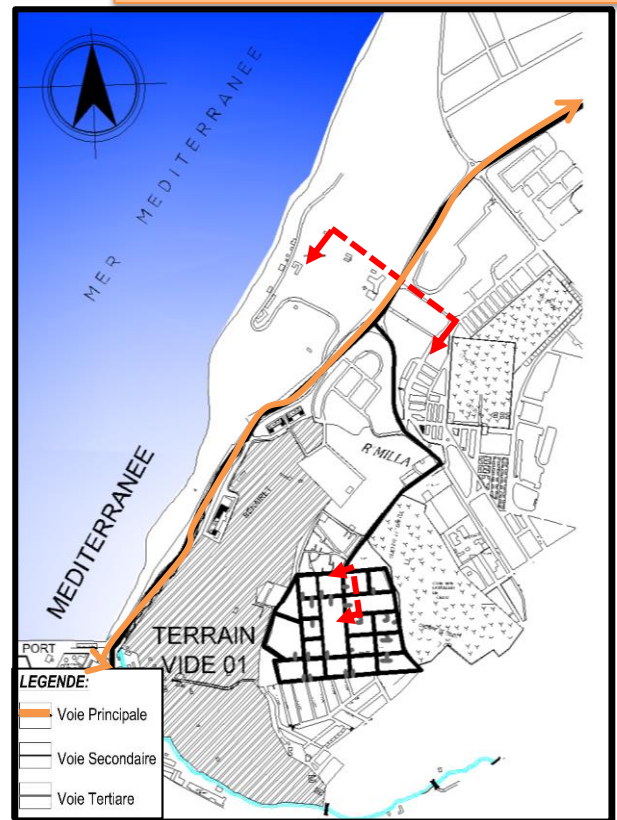 MER MEDITERRANEE
MEDITERRANEE
R'MILLA
TERRAIN
VIDE 01
PORT
LEGENDE:
Voie Principale
Voie Secondaire
Voie Tertiare